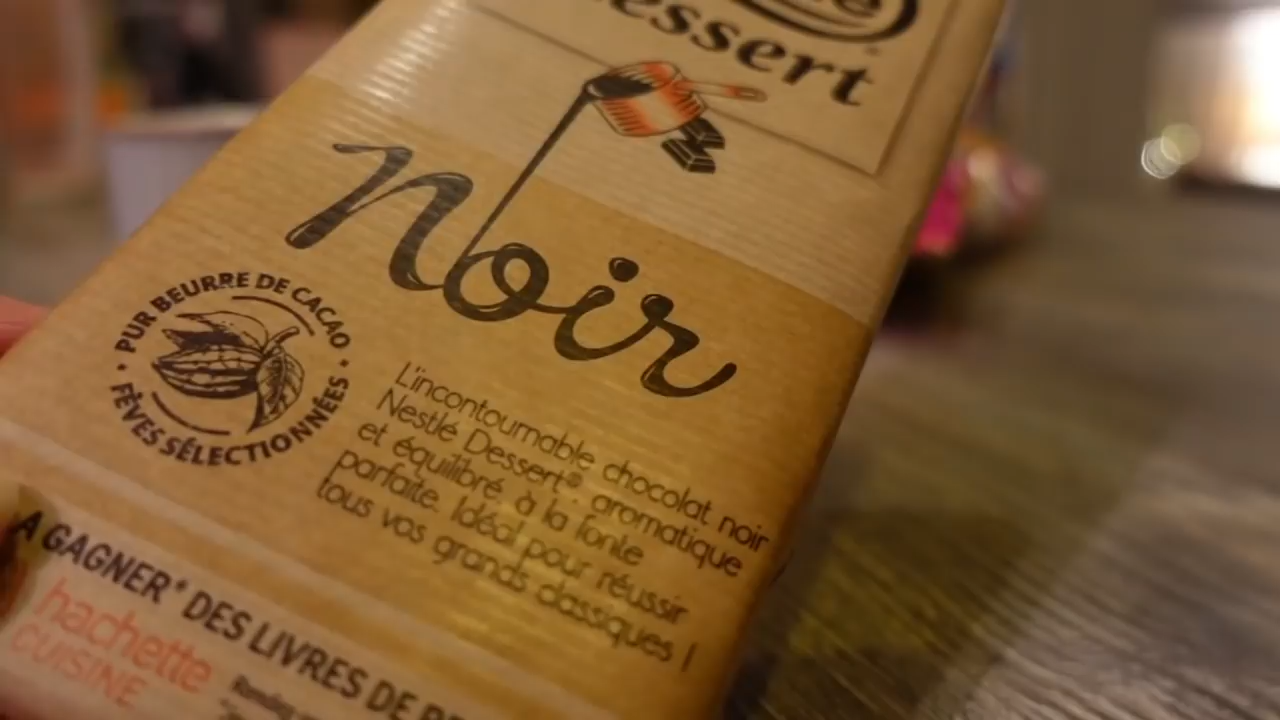 essert
Noir
PUR BEURRE DE CACAO
FÈVES SÉLECTIONNÉES
L'incontournable chocolat noir
Nestlé Dessert® aromatique
et équilibré, à la fonte
parfaite. Idéal pour réussir
tous vos grands classiques !
A GAGNER* DES LIVRES DE
hachette
CUISINE